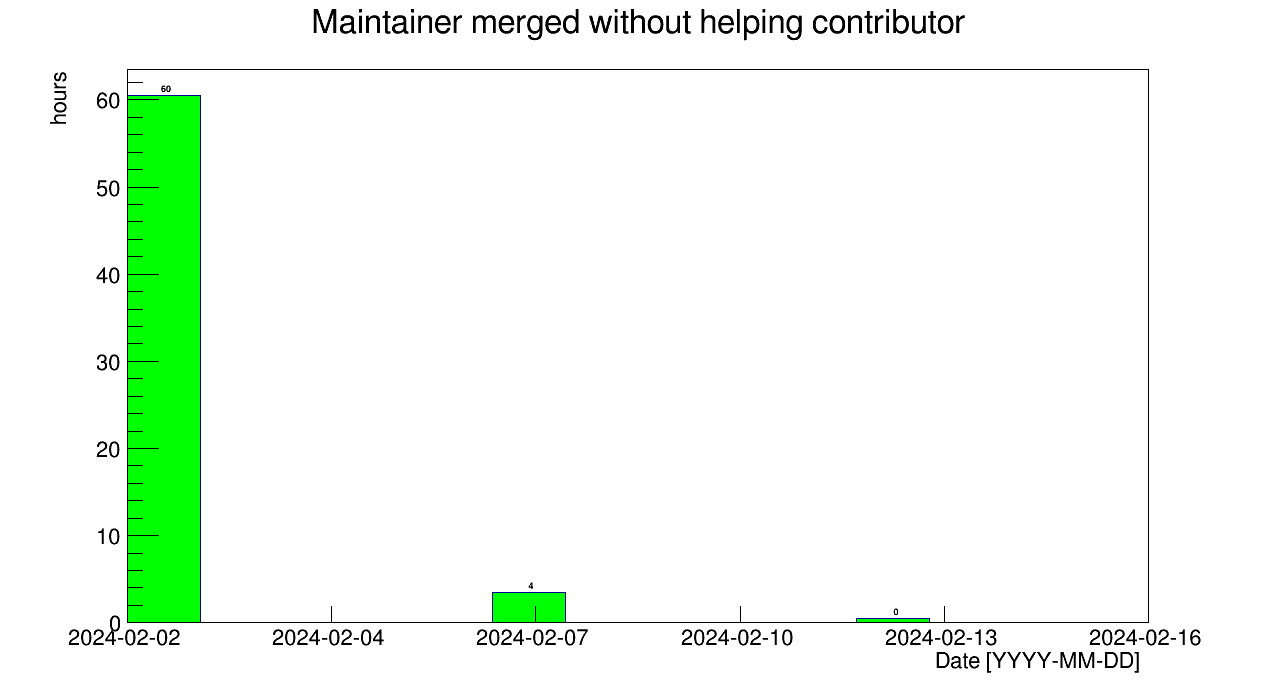 Maintainer merged without helping contributor
hours
60
50
40
30
20
10
0
60
4
0
2024-02-02 2024-02-04 2024-02-07 2024-02-10 2024-02-13 2024-02-16
Date [YYYY-MM-DD]